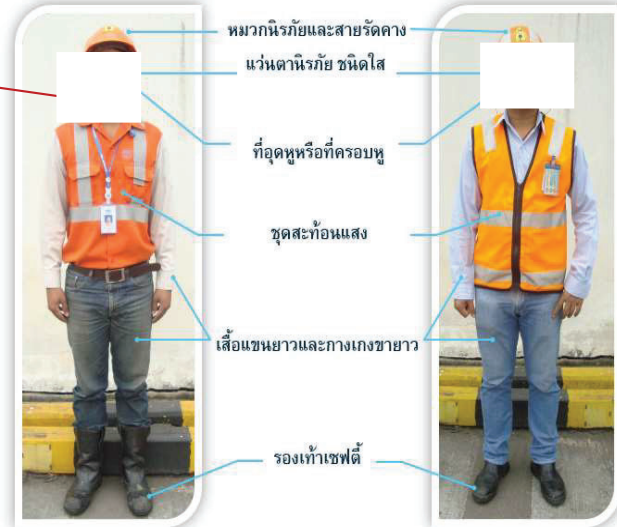 หมวกนิรภัยและสายรัดคาง
แว่นตานิรภัย ชนิดใส
ที่อุดหูหรือที่ครอบหู
ชุดสะท้อนแสง
เสื้อแขนยาวและกางเกงขายาว
รองเท้าเซฟตี้